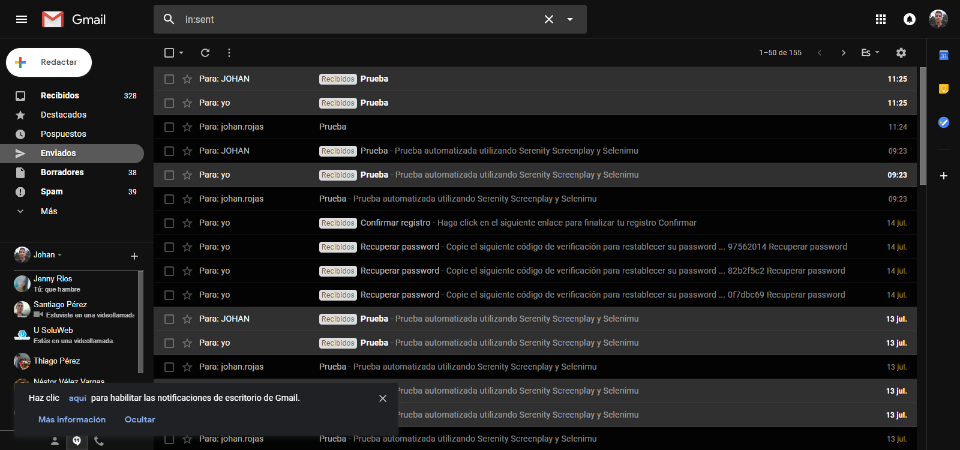 Gmail
in:sent
Redactar
1–50 de 155
Es
Recibidos 328
Destacados
Pospuestos
Enviados
Borradores 38
Spam 39
Más
Johan
Jenny Rios
Tú: que hambre
Santiago Pérez
Estuviste en una videollamada
U SoluWeb
Estás en una videollamada.
Thiago Pérez
Néstor Vélez Vargas
Para: JOHAN Recibidos Prueba 11:25
Para: yo Recibidos Prueba 11:25
Para: johan.rojas Prueba 11:24
Para: JOHAN Recibidos Prueba - Prueba automatizada utilizando Serenity Screenplay y Selenimu 09:23
Para: yo Recibidos Prueba - Prueba automatizada utilizando Serenity Screenplay y Selenimu 09:23
Para: johan.rojas Prueba - Prueba automatizada utilizando Serenity Screenplay y Selenimu 09:23
Para: yo Recibidos Confirmar registro - Haga click en el siguiente enlace para finalizar tu registro Confirmar 14 jul.
Para: yo Recibidos Recuperar password - Copie el siguiente código de verificación para restablecer su password ... 97562014 Recuperar password 14 jul.
Para: yo Recibidos Recuperar password - Copie el siguiente código de verificación para restablecer su password ... 82b2f5c2 Recuperar password 14 jul.
Para: yo Recibidos Recuperar password - Copie el siguiente código de verificación para restablecer su password ... 0f7dbc69 Recuperar password 14 jul.
Para: JOHAN Recibidos Prueba - Prueba automatizada utilizando Serenity Screenplay y Selenimu 13 jul.
Para: yo Recibidos Prueba - Prueba automatizada utilizando Serenity Screenplay y Selenimu 13 jul.
Para: johan.rojas Prueba - Prueba automatizada utilizando Serenity Screenplay y Selenimu 13 jul.
Prueba automatizada utilizando Serenity Screenplay y Selenimu 13 jul.
Prueba automatizada utilizando Serenity Screenplay y Selenimu 13 jul.
Para: johan.rojas Prueba - Prueba automatizada utilizando Serenity Screenplay y Selenimu 13 jul.
Haz clic aquí para habilitar las notificaciones de escritorio de Gmail.
Más información Ocultar